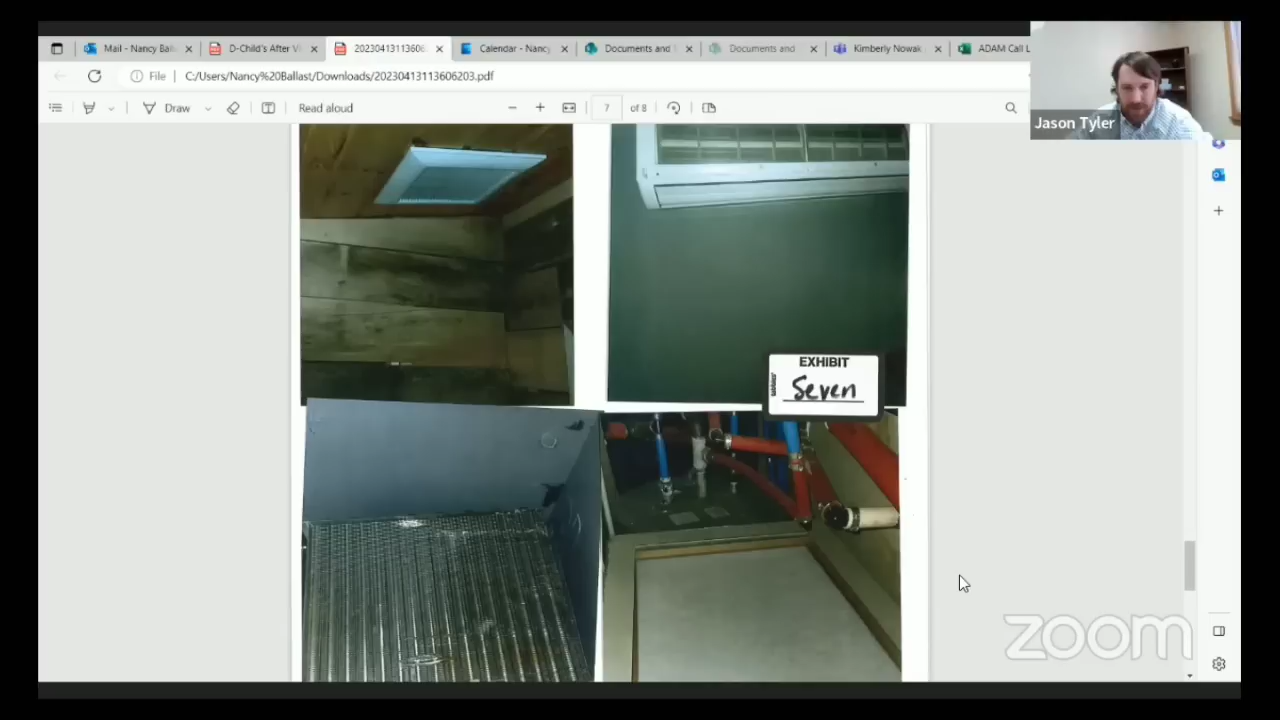 Mail - Nancy Ball
D-Child's After Vi
20230413113606
Calendar - Nancy
Documents and
Documents and
Kimberly Nowak
ADAM Call L
File
C:/Users/Nancy%20Ballast/Downloads/20230413113606203.pdf
Draw
Read aloud
7
of 8
Jason Tyler
EXHIBIT
Seven
zoom